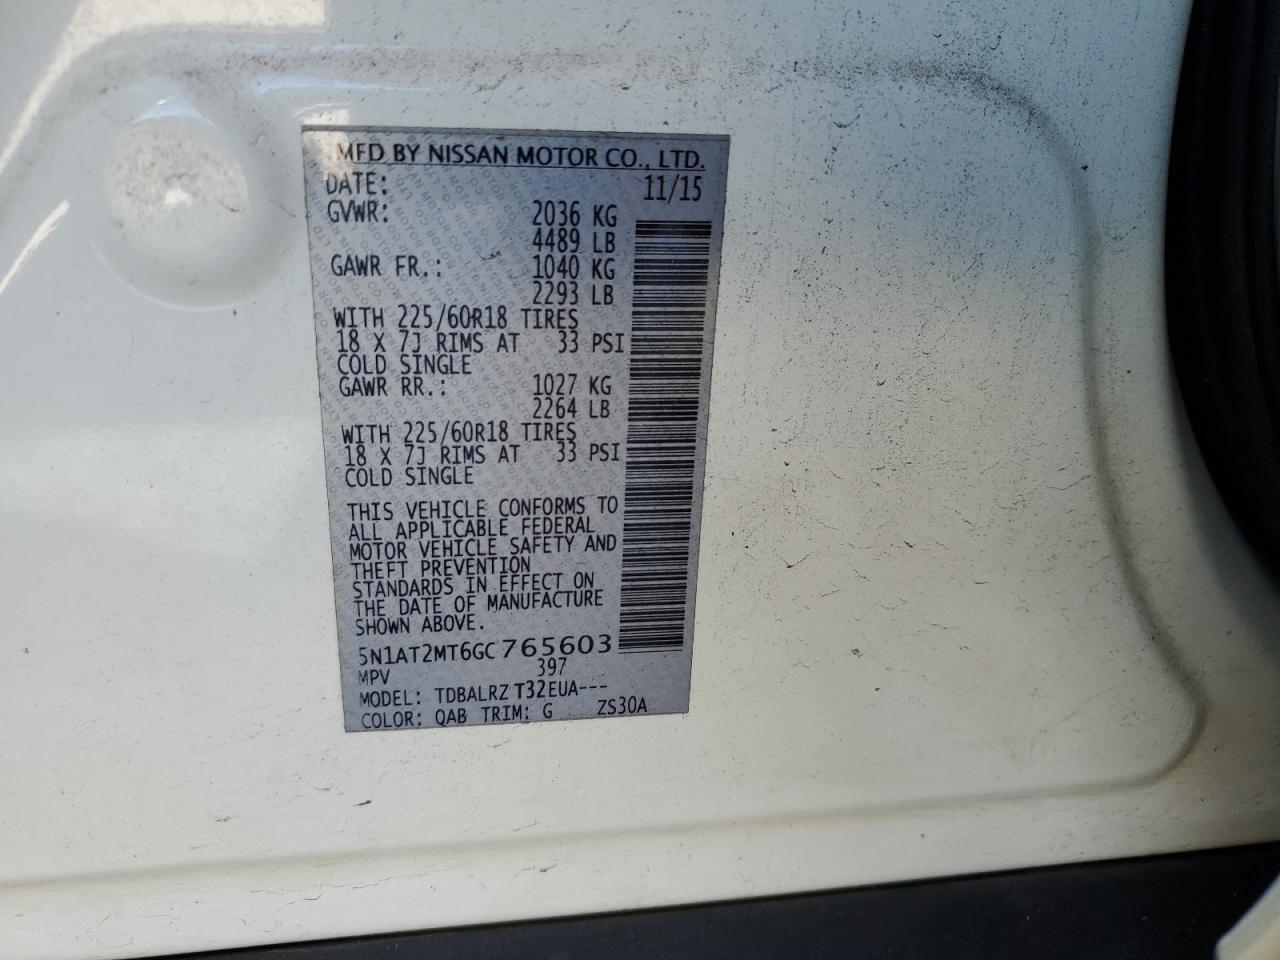 MFD BY NISSAN MOTOR CO., LTD.
DATE: 11/15
GVWR: 2036 KG
4489 LB
GAWR FR.: 1040 KG
2293 LB
WITH 225/60R18 TIRES
18 X 7J RIMS AT 33 PSI
COLD SINGLE
GAWR RR.: 1027 KG
2264 LB
WITH 225/60R18 TIRES
18 X 7J RIMS AT 33 PSI
COLD SINGLE
THIS VEHICLE CONFORMS TO
ALL APPLICABLE FEDERAL
MOTOR VEHICLE SAFETY AND
THEFT PREVENTION
STANDARDS IN EFFECT ON
THE DATE OF MANUFACTURE
SHOWN ABOVE.
5N1AT2MT6GC765603
MPV 397
MODEL: TDBALRZ T32EUA---
COLOR: QAB TRIM: G ZS30A